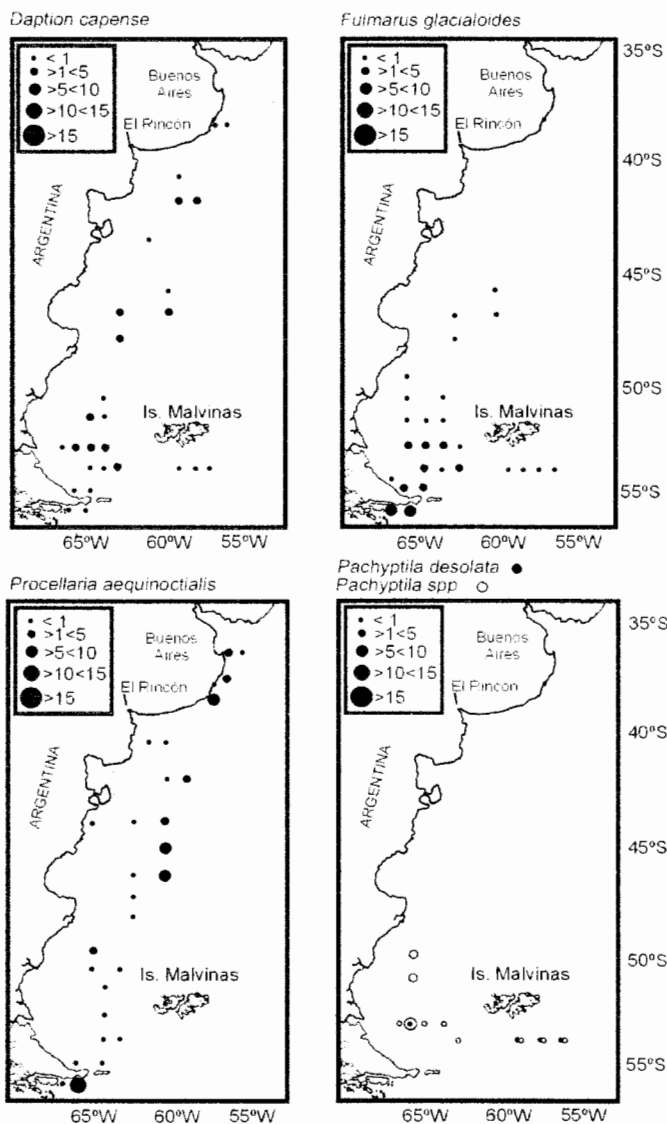 Daption capense
< 1
>1<5
>5<10
>10<15
>15
Buenos
Aires
El Rincón
ARGENTINA
Is. Malvinas
65ºW 60ºW 55ºW
Fulmarus glacialoides
< 1
>1<5
>5<10
>10<15
>15
Buenos
Aires
El Rincón
ARGENTINA
Is. Malvinas
35ºS
40ºS
45ºS
50ºS
55ºS
65ºW 60ºW 55ºW
Procellaria aequinoctialis
< 1
>1<5
>5<10
>10<15
>15
Buenos
Aires
El Rincón
ARGENTINA
Is. Malvinas
65ºW 60ºW 55ºW
Pachyptila desolata
Pachyptila spp
< 1
>1<5
>5<10
>10<15
>15
Buenos
Aires
El Rincón
ARGENTINA
Is. Malvinas
35ºS
40ºS
45ºS
50ºS
55ºS
65ºW 60ºW 55ºW